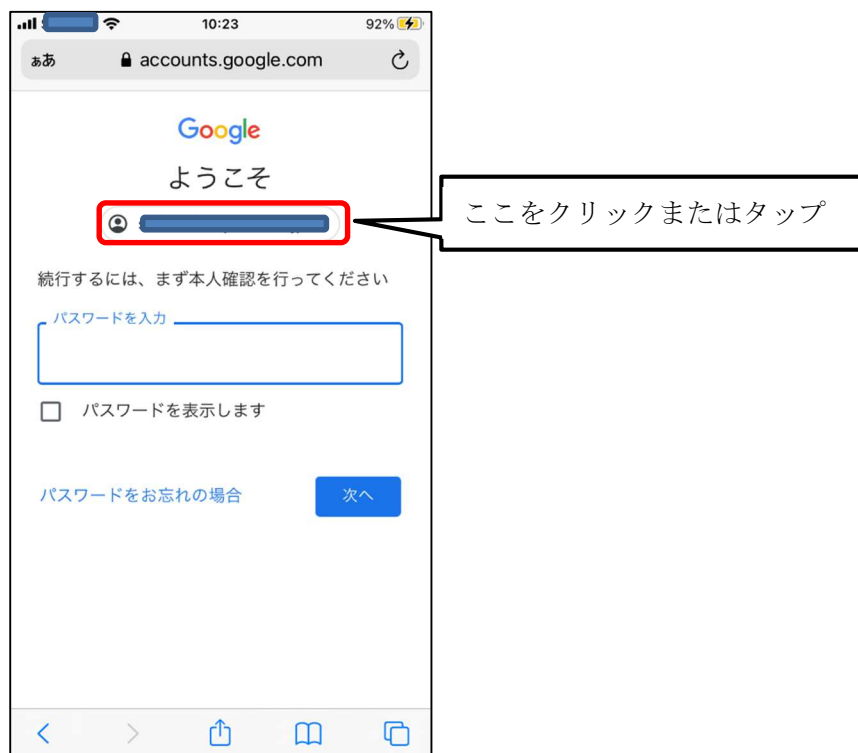 10:23
92%
ぁあ
accounts.google.com
Google
ようこそ
ここをクリックまたはタップ
続行するには、まず本人確認を行ってください
パスワードを入力
パスワードを表示します
パスワードをお忘れの場合
次へ